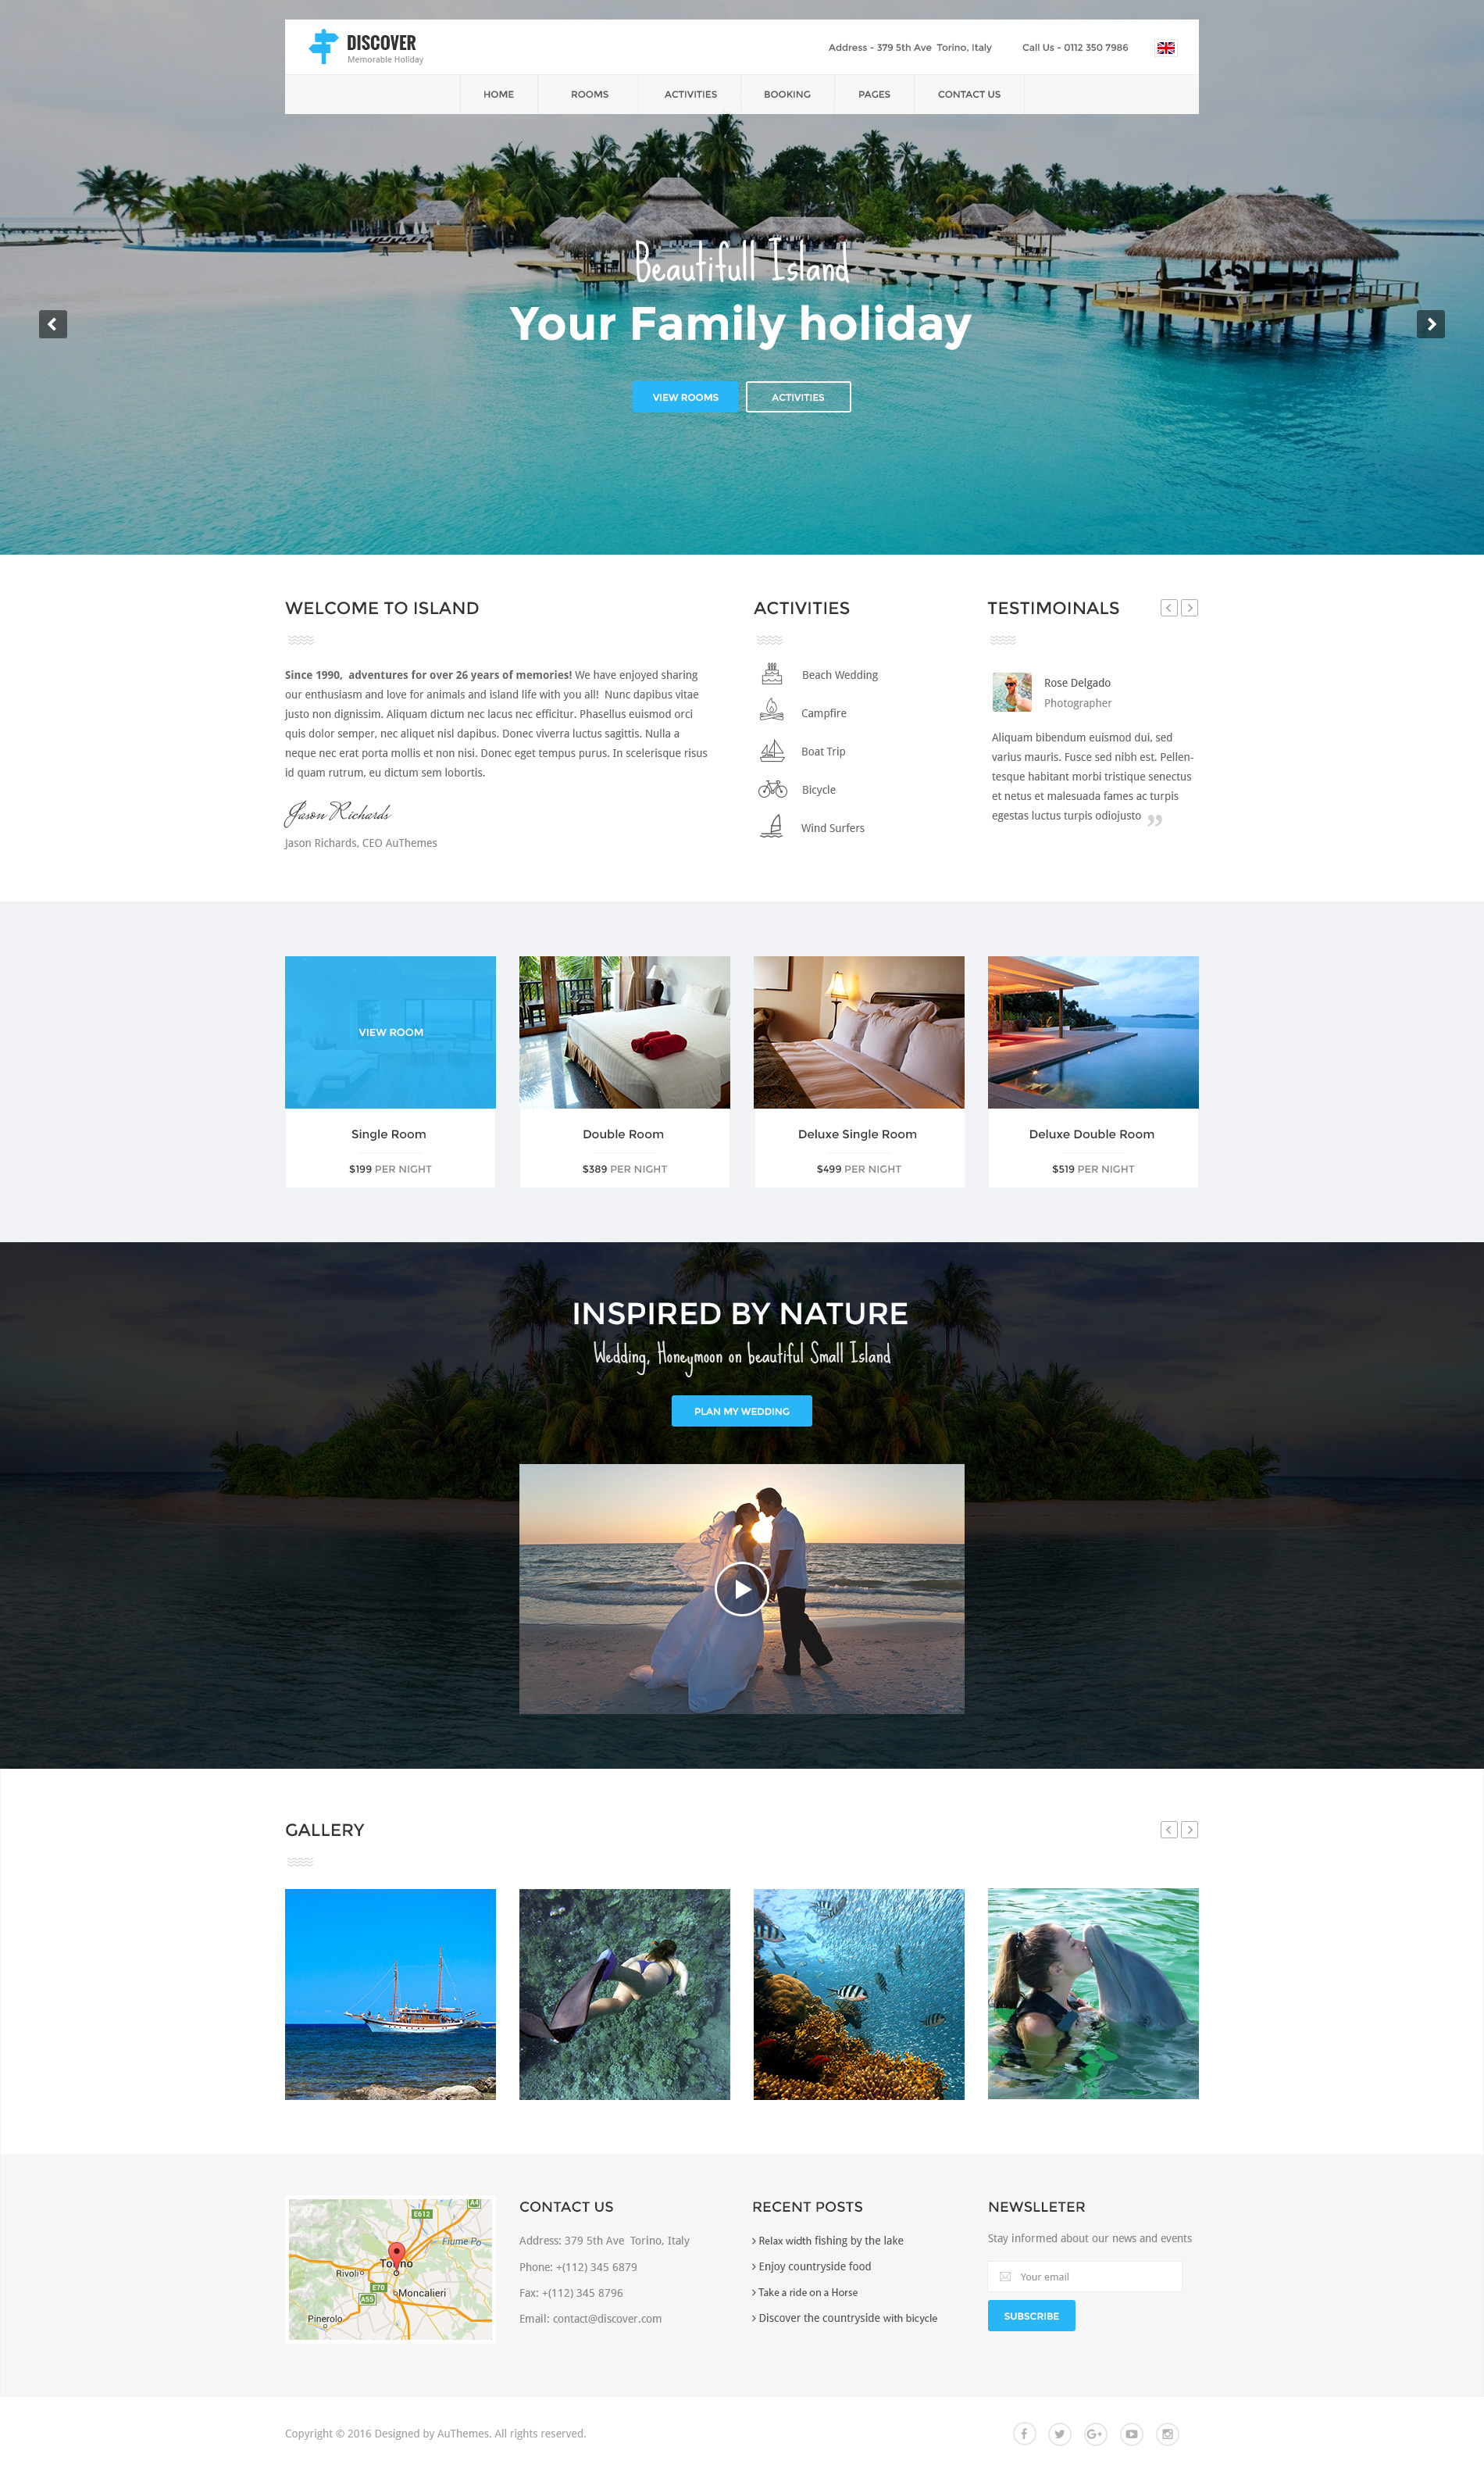 DISCOVER
Memorable Holiday
Address - 379 5th Ave Torino, Italy
Call Us - 0112 350 7986
HOME
ROOMS
ACTIVITIES
BOOKING
PAGES
CONTACT US
Beautifull Island
Your Family holiday
VIEW ROOMS
ACTIVITIES
WELCOME TO ISLAND
Since 1990, adventures for over 26 years of memories! We have enjoyed sharing
our enthusiasm and love for animals and island life with you all! Nunc dapibus vitae
justo non dignissim. Aliquam dictum nec lacus nec efficitur. Phasellus euismod orci
quis dolor semper, nec aliquet nisl dapibus. Donec viverra luctus sagittis. Nulla a
neque nec erat porta mollis et non nisi. Donec eget tempus purus. In scelerisque risus
id quam rutrum, eu dictum sem lobortis.
Jason Richards
Jason Richards, CEO AuThemes
ACTIVITIES
Beach Wedding
Campfire
Boat Trip
Bicycle
Wind Surfers
TESTIMOINALS
Rose Delgado
Photographer
Aliquam bibendum euismod dui, sed
varius mauris. Fusce sed nibh est. Pellen-
tesque habitant morbi tristique senectus
et netus et malesuada fames ac turpis
egestas luctus turpis odiojusto ”
VIEW ROOM
Single Room
$199 PER NIGHT
Double Room
$389 PER NIGHT
Deluxe Single Room
$499 PER NIGHT
Deluxe Double Room
$519 PER NIGHT
INSPIRED BY NATURE
Wedding, Honeymoon on beautiful Small Island
PLAN MY WEDDING
GALLERY
A4
E612
Fiume Po
Torino
Rivoli
E70
Moncalieri
A55
Pinerolo
CONTACT US
Address: 379 5th Ave Torino, Italy
Phone: +(112) 345 6879
Fax: +(112) 345 8796
Email: contact@discover.com
RECENT POSTS
Relax width fishing by the lake
Enjoy countryside food
Take a ride on a Horse
Discover the countryside with bicycle
NEWSLLETER
Stay informed about our news and events
Your email
SUBSCRIBE
Copyright © 2016 Designed by AuThemes. All rights reserved.